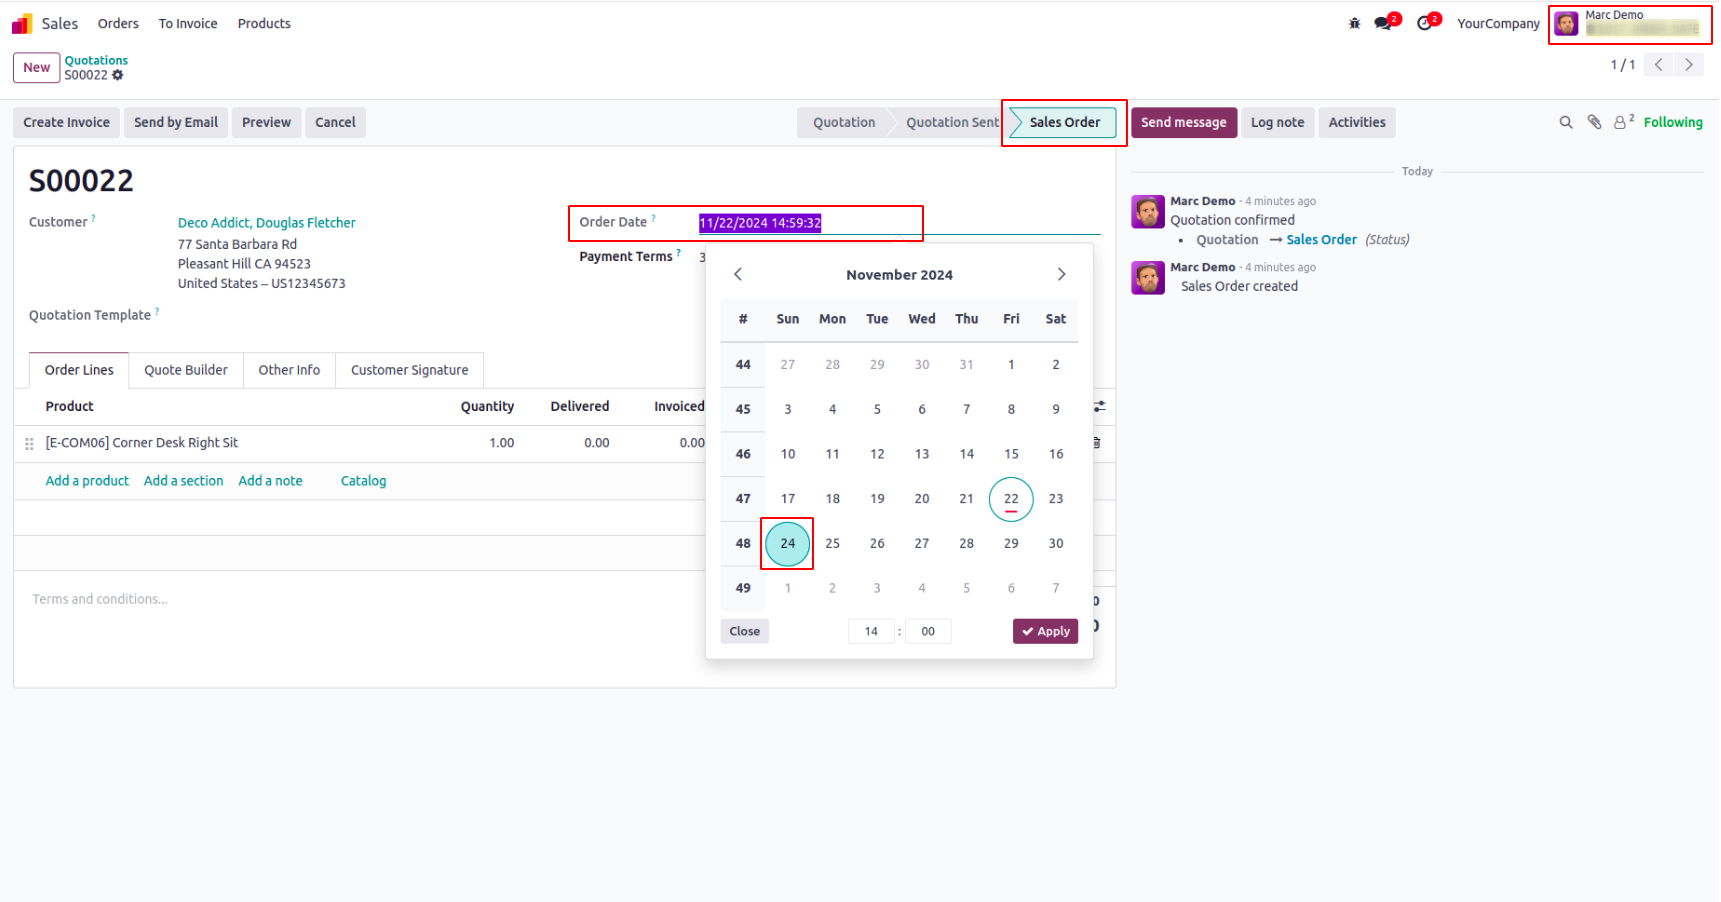 Sales Orders To Invoice Products 2 2 YourCompany Marc Demo
New Quotations
S00022
1 / 1
Create Invoice Send by Email Preview Cancel Quotation Quotation Sent Sales Order Send message Log note Activities 2 Following
S00022
Customer ? Deco Addict, Douglas Fletcher
77 Santa Barbara Rd
Pleasant Hill CA 94523
United States – US12345673
Order Date ? 11/22/2024 14:59:32
Payment Terms ? 3
Quotation Template ?
Order Lines Quote Builder Other Info Customer Signature
Product Quantity Delivered Invoiced
[E-COM06] Corner Desk Right Sit 1.00 0.00 0.00
Add a product Add a section Add a note Catalog
Terms and conditions...
0
0
November 2024
# Sun Mon Tue Wed Thu Fri Sat
44 27 28 29 30 31 1 2
45 3 4 5 6 7 8 9
46 10 11 12 13 14 15 16
47 17 18 19 20 21 22 23
48 24 25 26 27 28 29 30
49 1 2 3 4 5 6 7
Close 14 : 00 Apply
Today
Marc Demo - 4 minutes ago
Quotation confirmed
• Quotation → Sales Order (Status)
Marc Demo - 4 minutes ago
Sales Order created